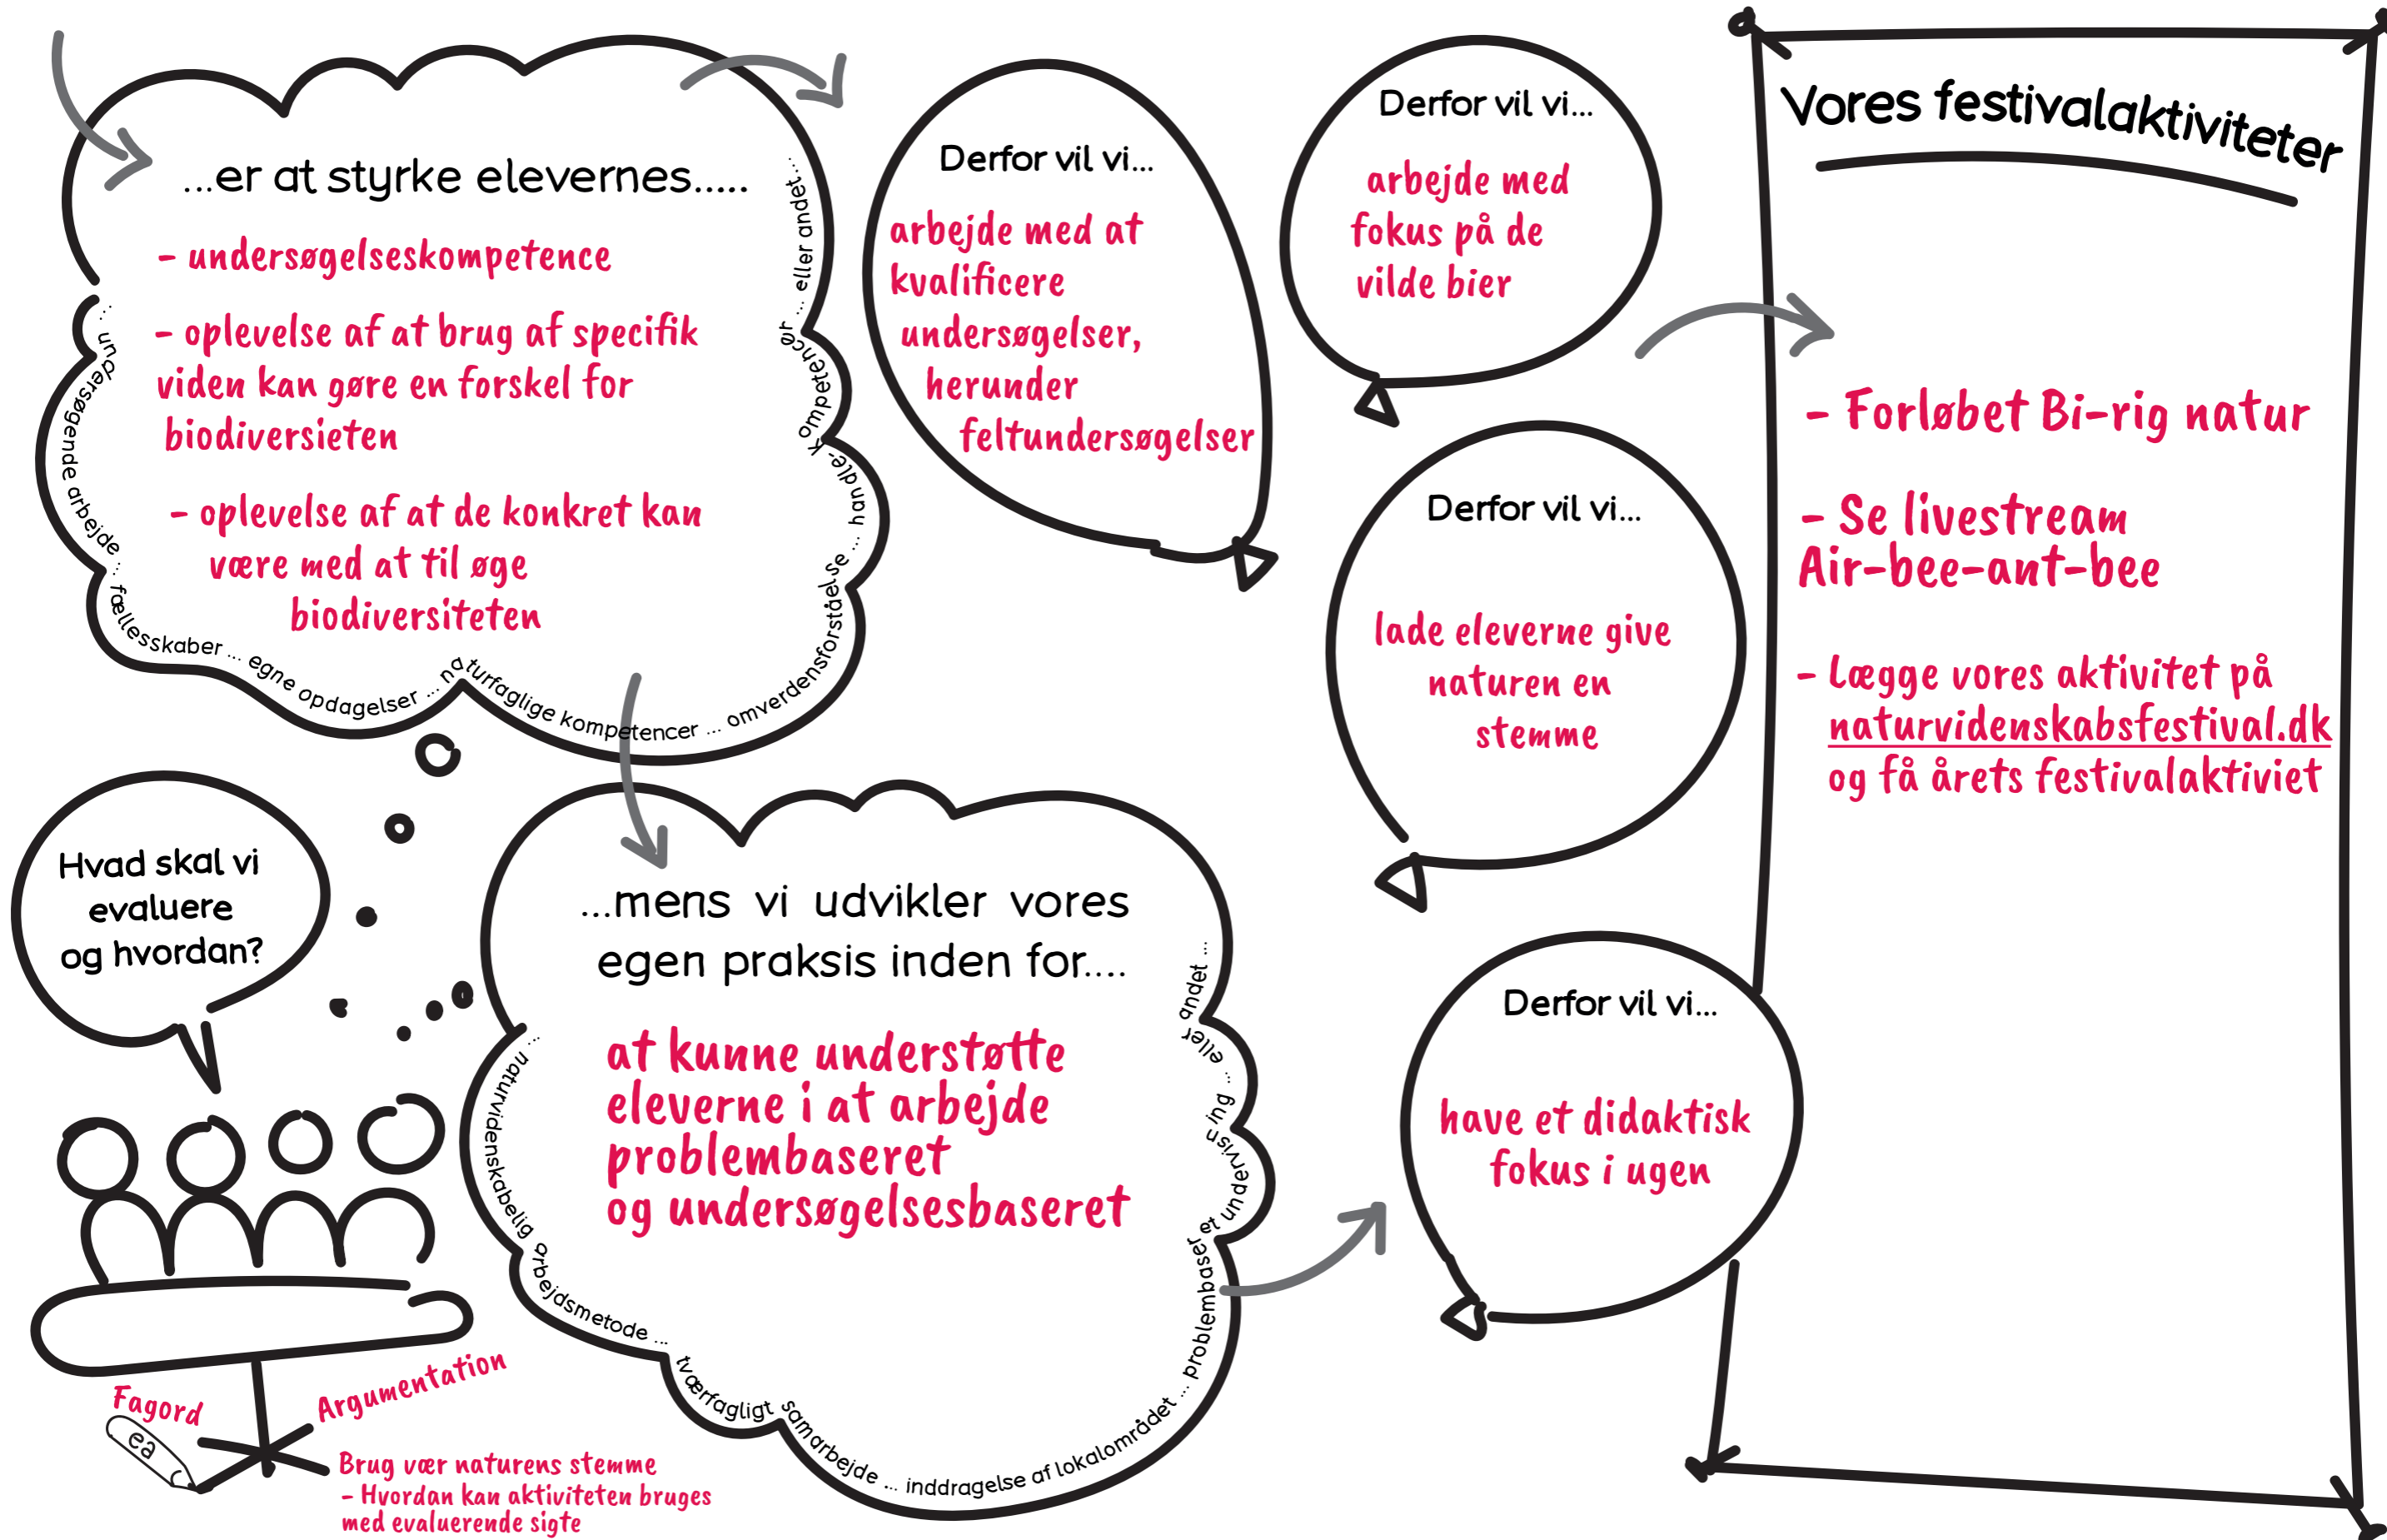 ...er at styrke elevernes.....
- undersøgelseskompetence
- oplevelse af at brug af specifik
viden kan gøre en forskel for
biodiversieten
- oplevelse af at de konkret kan
være med at til øge
biodiversiteten
... undersøgende arbejde ... fællesskaber ... egne opdagelser ... naturfaglige kompetencer ... omverdensforståelse ... handle-kompetencer ... eller andet...
Derfor vil vi...
arbejde med at
kvalificere
undersøgelser,
herunder
feltundersøgelser
Derfor vil vi...
arbejde med
fokus på de
vilde bier
Derfor vil vi...
lade eleverne give
naturen en
stemme
Vores festivalaktiviteter
- Forløbet Bi-rig natur
- Se livestream
Air-bee-ant-bee
- Lægge vores aktivitet på
naturvidenskabsfestival.dk
og få årets festivalaktiviet
Hvad skal vi
evaluere
og hvordan?
...mens vi udvikler vores
egen praksis inden for....
at kunne understøtte
eleverne i at arbejde
problembaseret
og undersøgelsesbaseret
... naturvidenskabelig arbejdsmetode ... tværfagligt samarbejde ... inddragelse af lokalområdet ... problembaseret undervisning ... eller andet ...
Derfor vil vi...
have et didaktisk
fokus i ugen
Fagord
Argumentation
ea
Brug vær naturens stemme
- Hvordan kan aktiviteten bruges
med evaluerende sigte